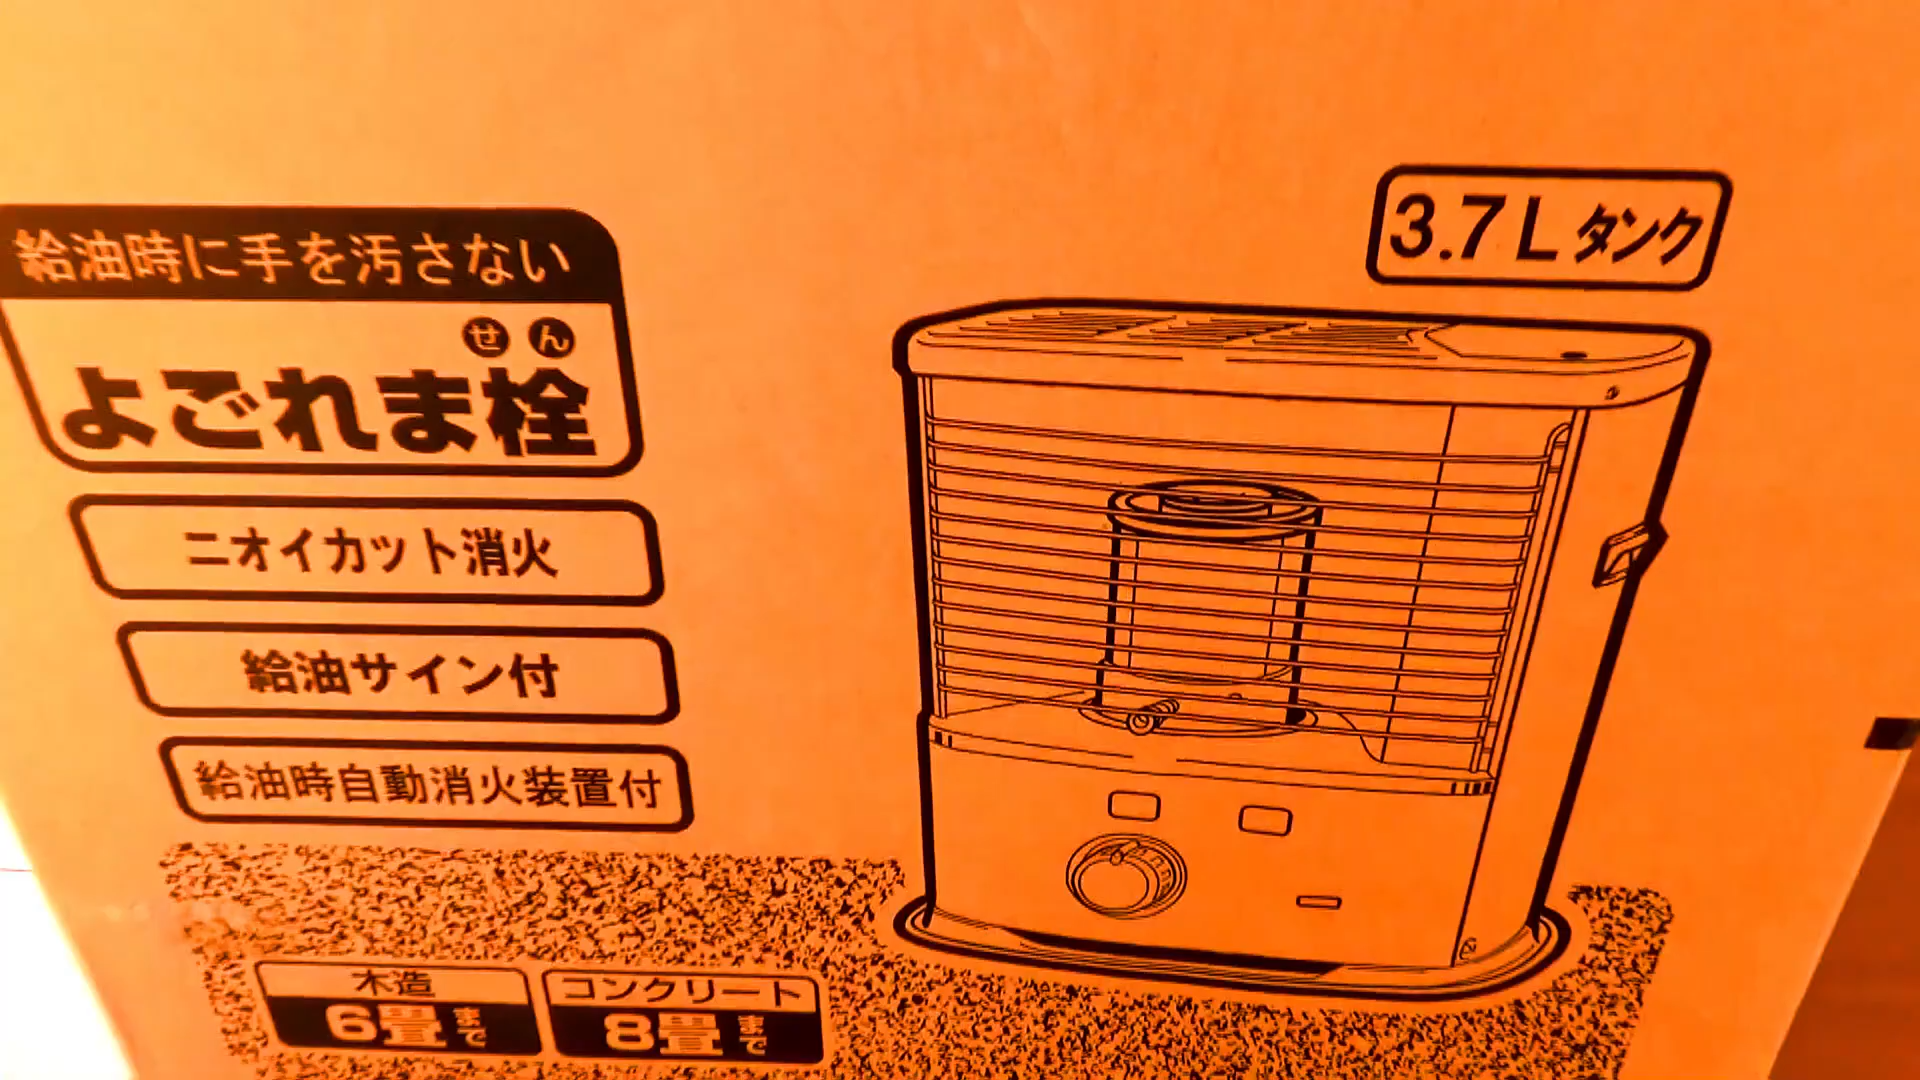 3.7Lタンク
給油時に手を汚さない
せん
よごれま栓
ニオイカット消火
給油サイン付
給油時自動消火装置付
木造
6畳まで
コンクリート
8畳まで